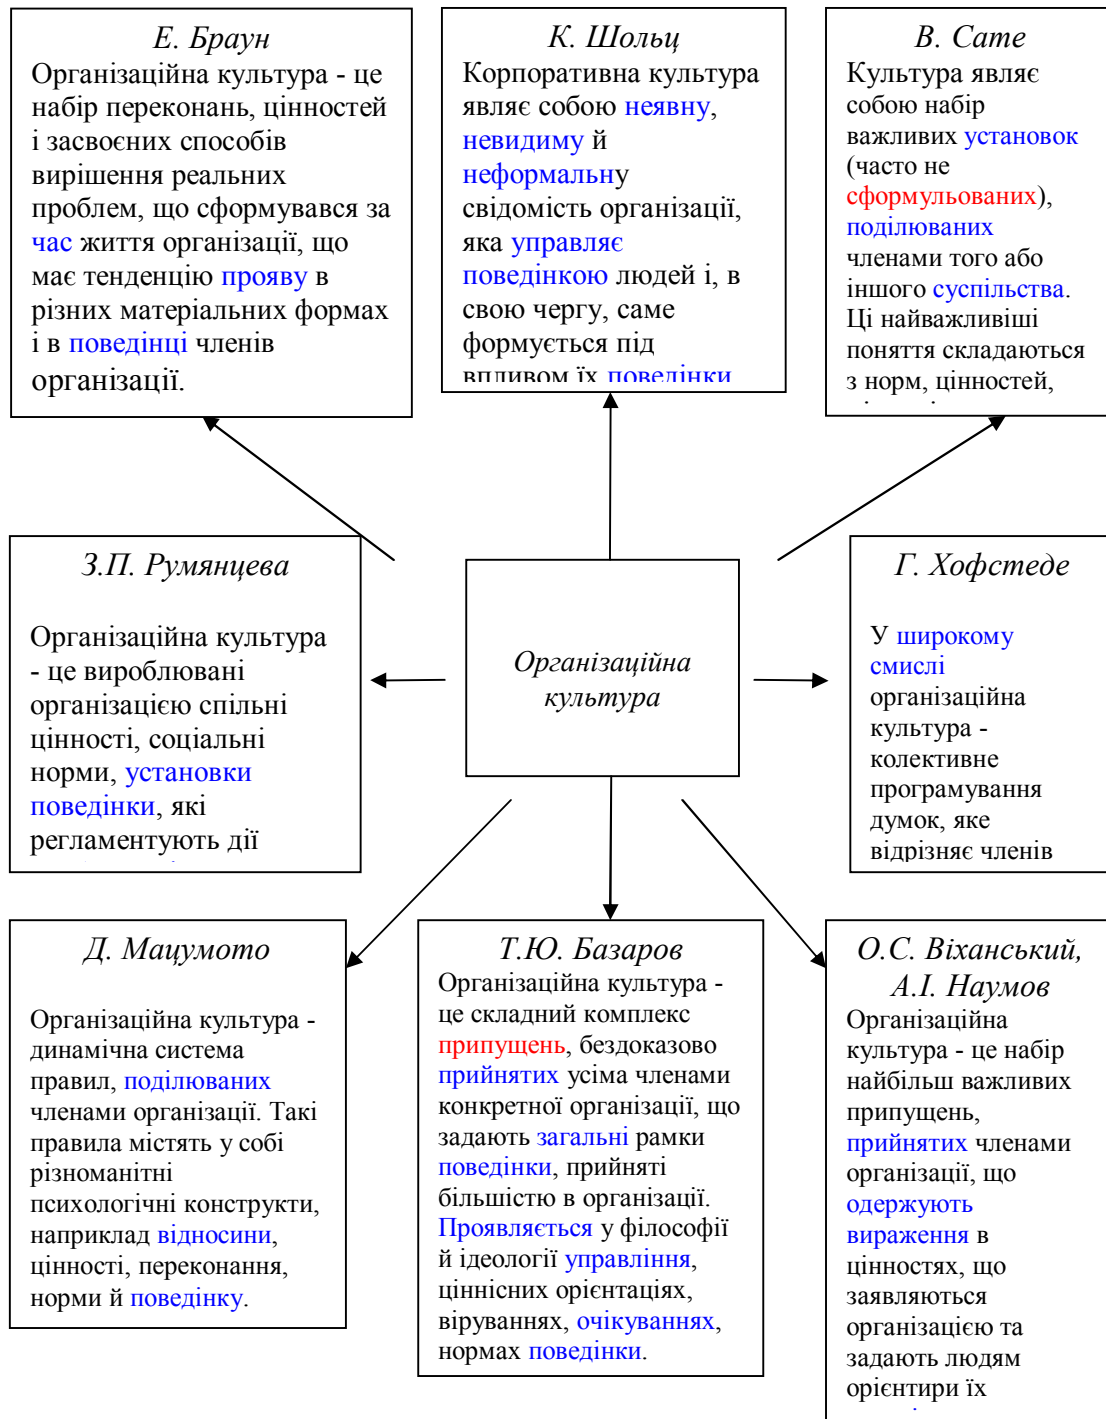 Е. Браун
Організаційна культура - це
набір переконань, цінностей
і засвоєних способів
вирішення реальних
проблем, що сформувався за
час життя організації, що
має тенденцію прояву в
різних матеріальних формах
і в поведінці членів
організації.
К. Шольц
Корпоративна культура
являє собою неявну,
невидиму й
неформальну
свідомість організації,
яка управляє
поведінкою людей і, в
свою чергу, саме
формується під
впливом їх поведінки
В. Сате
Культура являє
собою набір
важливих установок
(часто не
сформульованих),
поділюваних
членами того або
іншого суспільства.
Ці найважливіші
поняття складаються
з норм, цінностей,
З.П. Румянцева
Організаційна культура
- це вироблювані
організацією спільні
цінності, соціальні
норми, установки
поведінки, які
регламентують дії
Організаційна
культура
Г. Хофстеде
У широкому
смислі
організаційна
культура -
колективне
програмування
думок, яке
відрізняє членів
Д. Мацумото
Організаційна культура -
динамічна система
правил, поділюваних
членами організації. Такі
правила містять у собі
різноманітні
психологічні конструкти,
наприклад відносини,
цінності, переконання,
норми й поведінку.
Т.Ю. Базаров
Організаційна культура -
це складний комплекс
припущень, бездоказово
прийнятих усіма членами
конкретної організації, що
задають загальні рамки
поведінки, прийняті
більшістю в організації.
Проявляється у філософії
й ідеології управління,
ціннісних орієнтаціях,
віруваннях, очікуваннях,
нормах поведінки.
О.С. Віханський,
А.І. Наумов
Організаційна
культура - це набір
найбільш важливих
припущень,
прийнятих членами
організації, що
одержують
вираження в
цінностях, що
заявляються
організацією та
задають людям
орієнтири їх